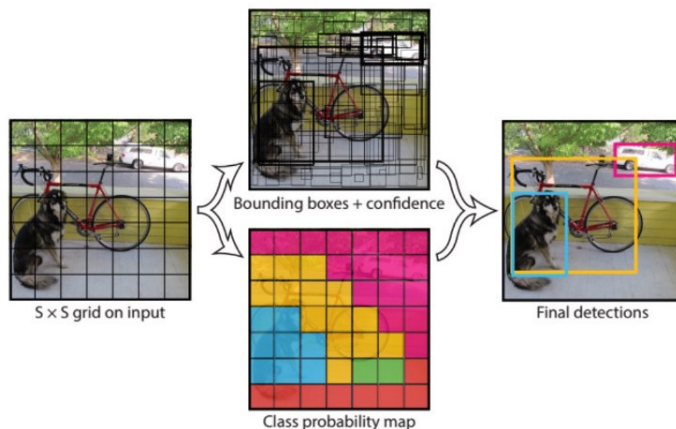 Bounding boxes + confidence
S × S grid on input
Final detections
Class probability map